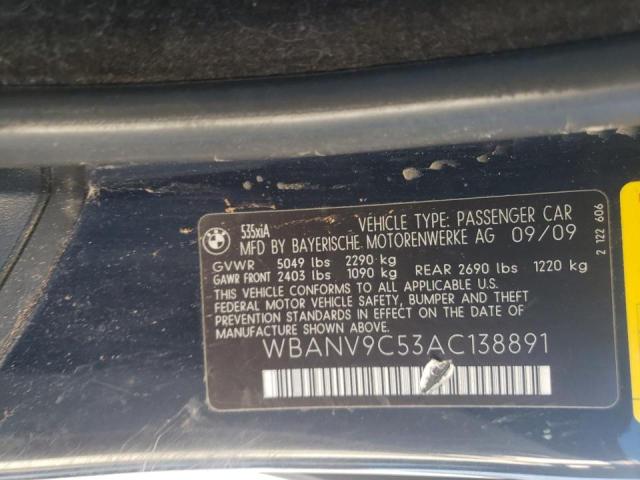 BMW
535xiA
VEHICLE TYPE: PASSENGER CAR
MFD BY BAYERISCHE MOTORENWERKE AG 09/09
GVWR 5049 lbs 2290 kg
GAWR FRONT 2403 lbs 1090 kg REAR 2690 lbs 1220 kg
THIS VEHICLE CONFORMS TO ALL APPLICABLE U.S.
FEDERAL MOTOR VEHICLE SAFETY, BUMPER AND THEFT
PREVENTION STANDARDS IN EFFECT ON THE DATE OF
MANUFACTURE SHOWN ABOVE.
WBANV9C53AC138891
2 122 606